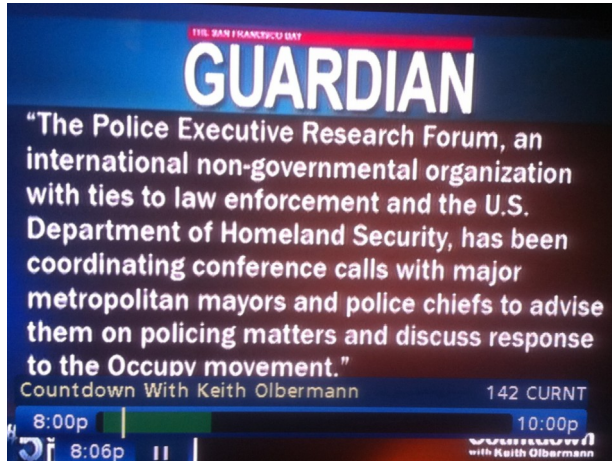 THE SAN FRANCISCO BAY
GUARDIAN
“The Police Executive Research Forum, an
international non-governmental organization
with ties to law enforcement and the U.S.
Department of Homeland Security, has been
coordinating conference calls with major
metropolitan mayors and police chiefs to advise
them on policing matters and discuss response
to the Occupy movement.”
Countdown With Keith Olbermann 142 CURNT
8:00p 10:00p
8:06p
Countdown
with Keith Olbermann